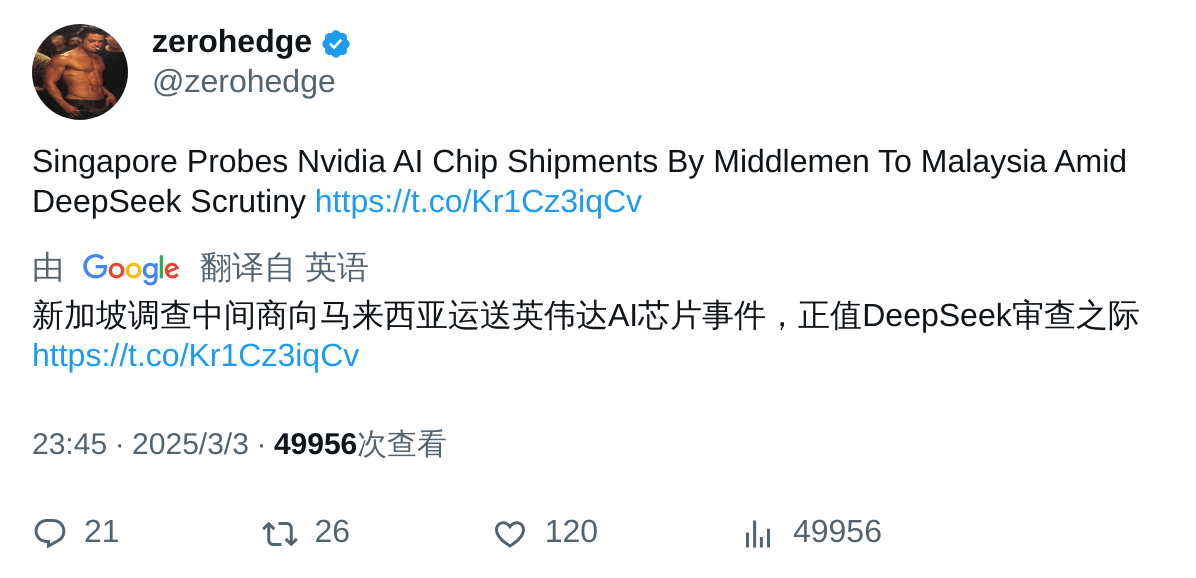 zerohedge
@zerohedge
Singapore Probes Nvidia AI Chip Shipments By Middlemen To Malaysia Amid
DeepSeek Scrutiny https://t.co/Kr1Cz3iqCv
由 Google 翻译自 英语
新加坡调查中间商向马来西亚运送英伟达AI芯片事件，正值DeepSeek审查之际
https://t.co/Kr1Cz3iqCv
23:45 · 2025/3/3 · 49956次查看
21 26 120 49956